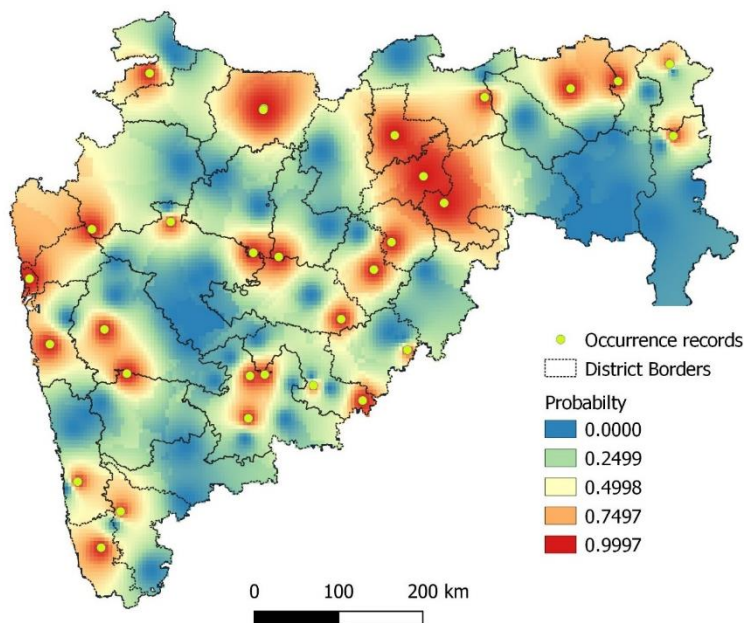 Occurrence records
District Borders
Probabilty
0.0000
0.2499
0.4998
0.7497
0.9997
0 100 200 km